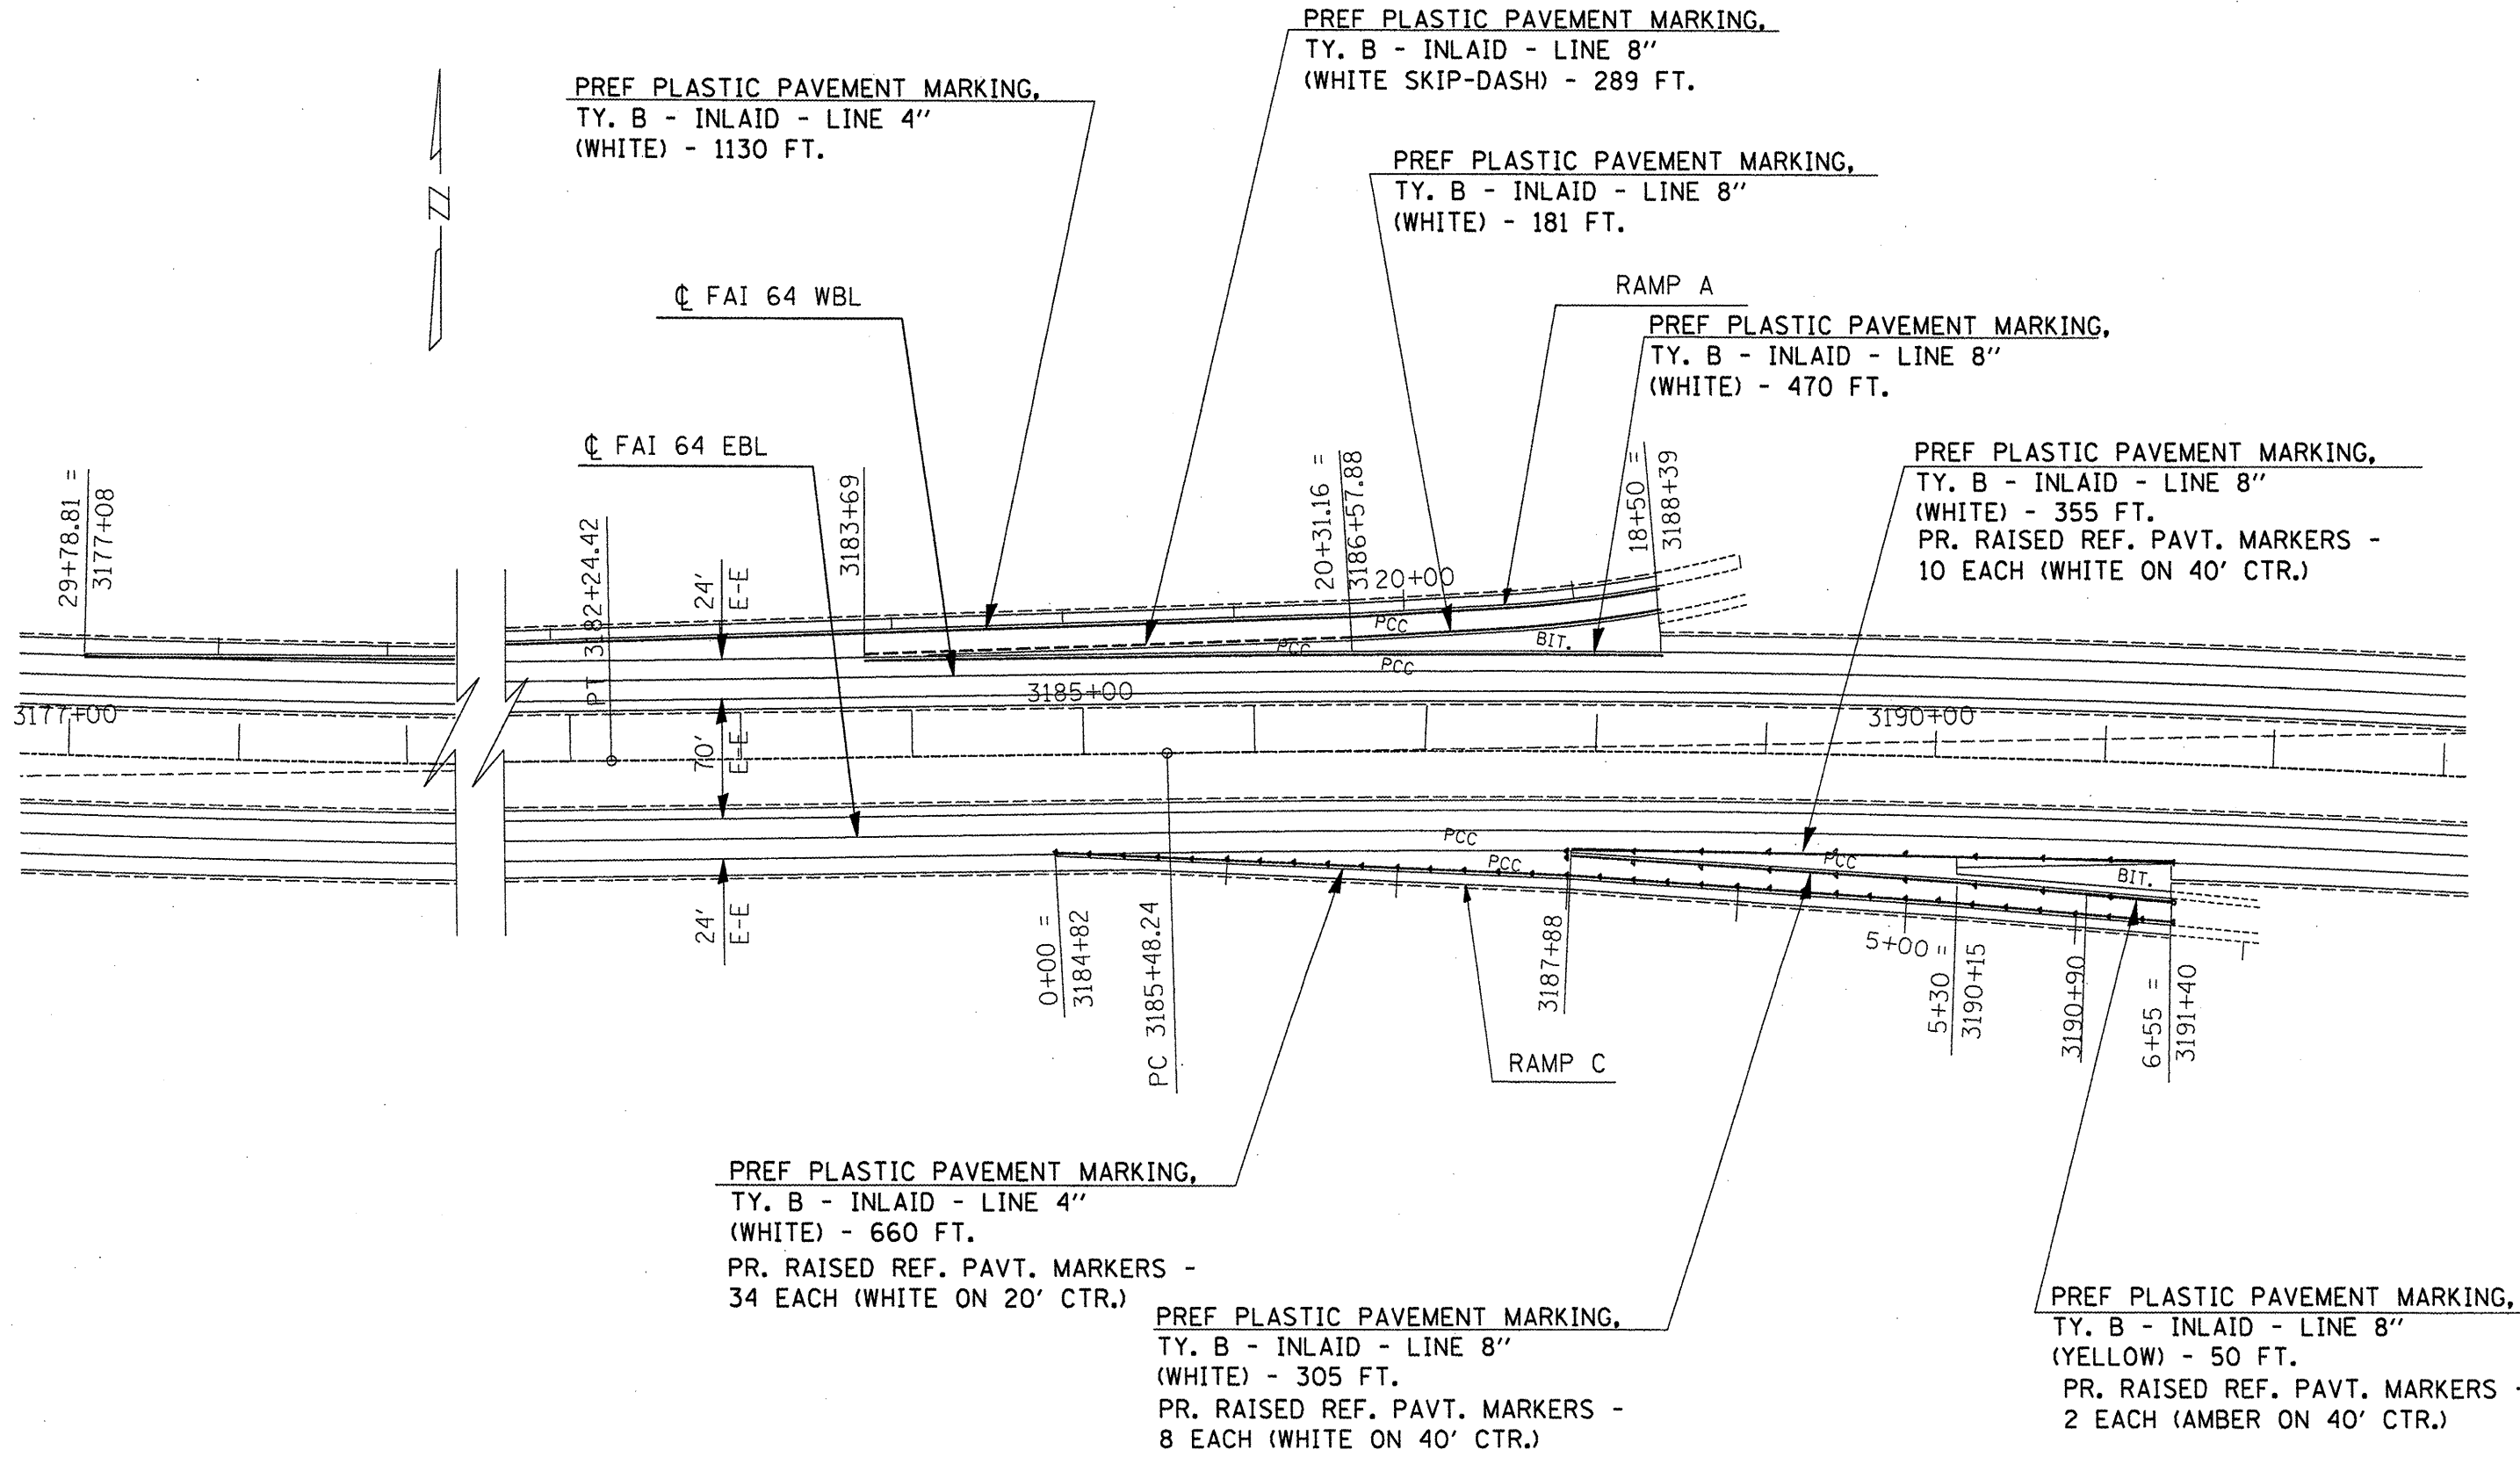 PREF PLASTIC PAVEMENT MARKING,
TY. B - INLAID - LINE 8"
(WHITE SKIP-DASH) - 289 FT.
PREF PLASTIC PAVEMENT MARKING,
TY. B - INLAID - LINE 4"
(WHITE) - 1130 FT.
PREF PLASTIC PAVEMENT MARKING,
TY. B - INLAID - LINE 8"
(WHITE) - 181 FT.
N
℄ FAI 64 WBL
RAMP A
PREF PLASTIC PAVEMENT MARKING,
TY. B - INLAID - LINE 8"
(WHITE) - 470 FT.
℄ FAI 64 EBL
PREF PLASTIC PAVEMENT MARKING,
TY. B - INLAID - LINE 8"
(WHITE) - 355 FT.
PR. RAISED REF. PAVT. MARKERS -
10 EACH (WHITE ON 40' CTR.)
29+78.81 =
3177+08
PT 3182+24.42
24'
E-E
3183+69
20+31.16 =
3186+57.88
20+00
18+50 =
3188+39
PCC
BIT.
PCC
PCC
3177+00
3185+00
3190+00
70'
E-E
PCC
PCC
PCC
BIT.
24'
E-E
0+00 =
3184+82
PC 3185+48.24
3187+88
5+00
5+30 =
3190+15
3190+90
6+55 =
3191+40
RAMP C
PREF PLASTIC PAVEMENT MARKING,
TY. B - INLAID - LINE 4"
(WHITE) - 660 FT.
PR. RAISED REF. PAVT. MARKERS -
34 EACH (WHITE ON 20' CTR.)
PREF PLASTIC PAVEMENT MARKING,
TY. B - INLAID - LINE 8"
(WHITE) - 305 FT.
PR. RAISED REF. PAVT. MARKERS -
8 EACH (WHITE ON 40' CTR.)
PREF PLASTIC PAVEMENT MARKING,
TY. B - INLAID - LINE 8"
(YELLOW) - 50 FT.
PR. RAISED REF. PAVT. MARKERS -
2 EACH (AMBER ON 40' CTR.)